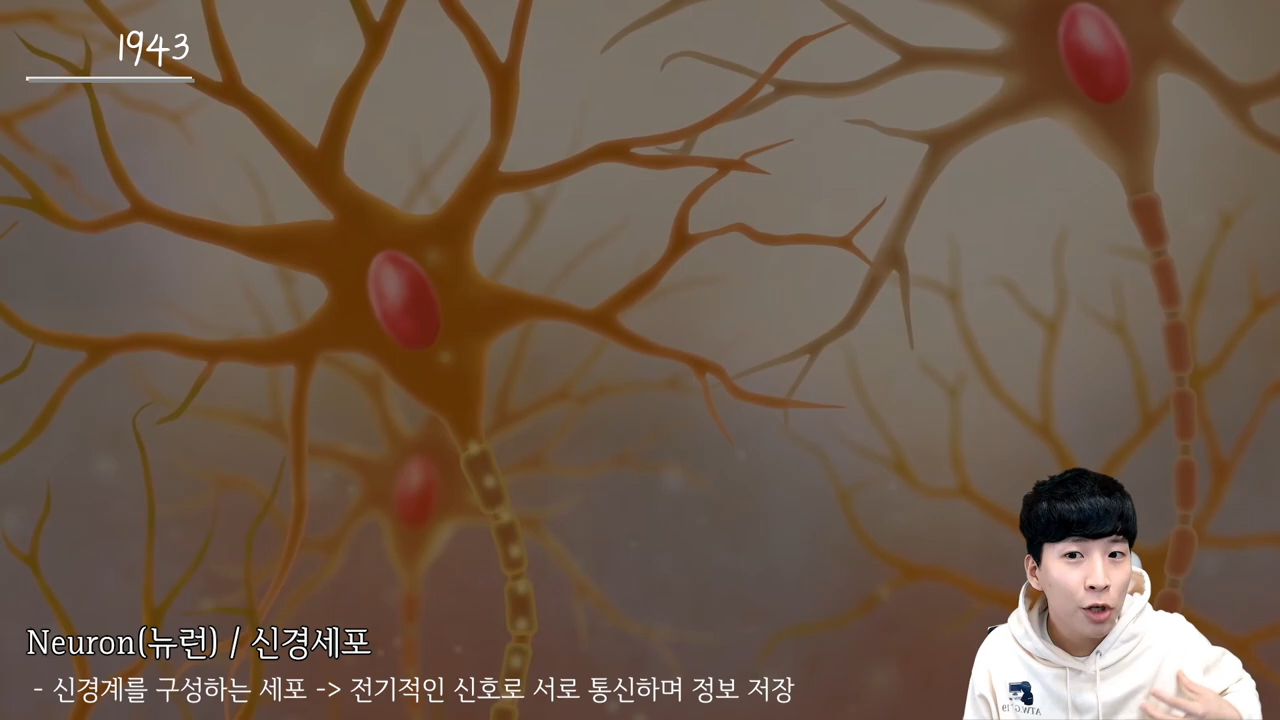 1943
Neuron(뉴런) / 신경세포
- 신경계를 구성하는 세포 -> 전기적인 신호로 서로 통신하며 정보 저장